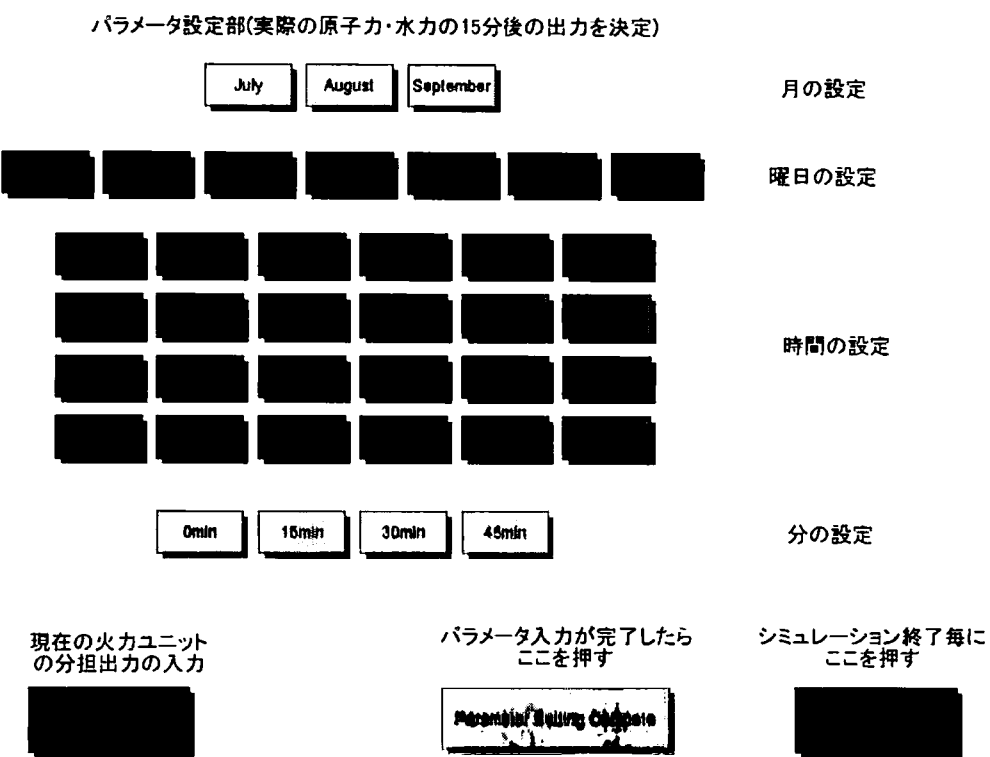 パラメータ設定部(実際の原子力・水力の15分後の出力を決定)
July August September 月の設定
曜日の設定
時間の設定
0min 15min 30min 45min 分の設定
現在の火力ユニット
の分担出力の入力
パラメータ入力が完了したら
ここを押す
シミュレーション終了毎に
ここを押す
Parameter Setting Complete